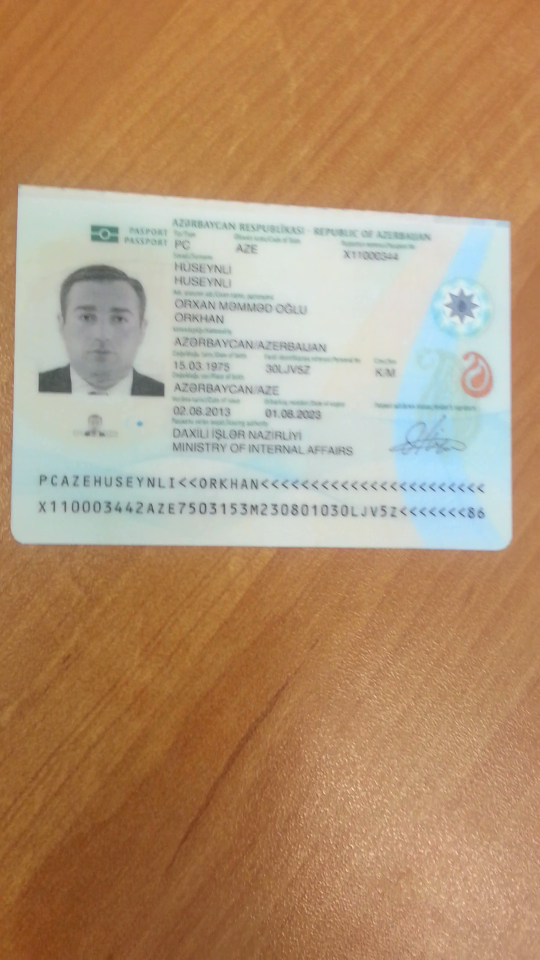 AZƏRBAYCAN RESPUBLİKASI - REPUBLIC OF AZERBAIJAN
PASPORT
PASSPORT
PC AZE X11000344
HÜSEYNLİ
HUSEYNLI
ORXAN MƏMMƏD OĞLU
ORKHAN
AZƏRBAYCAN/AZERBAIJAN
15.03.1975 30LJV5Z K/M
AZƏRBAYCAN/AZE
02.08.2013 01.08.2023
DAXİLİ İŞLƏR NAZİRLİYİ
MINISTRY OF INTERNAL AFFAIRS
PCAZEHUSEYNLI<<ORKHAN<<<<<<<<<<<<<<<<<<<<<<<
X110003442AZE7503153M230801030LJV5Z<<<<<<<86